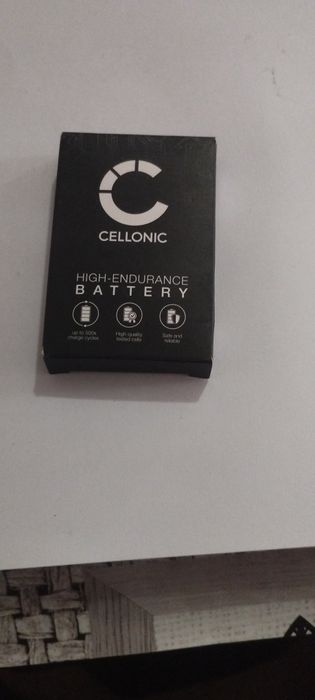 CELLONIC
HIGH-ENDURANCE
BATTERY
up to 500x
charge cycles
High quality
tested cells
Safe and
reliable